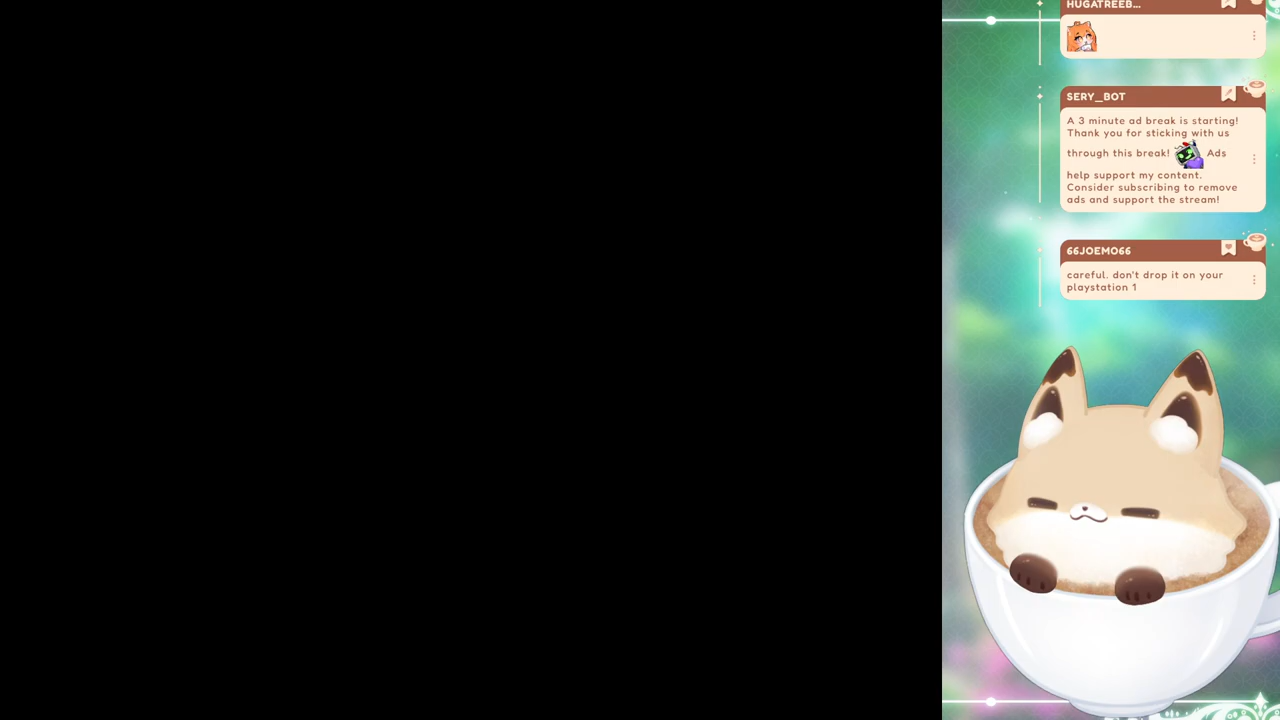 HUGATREEB...
SERY_BOT
A 3 minute ad break is starting!
Thank you for sticking with us
through this break! Ads
help support my content.
Consider subscribing to remove
ads and support the stream!
66JOEMO66
careful. don't drop it on your
playstation 1